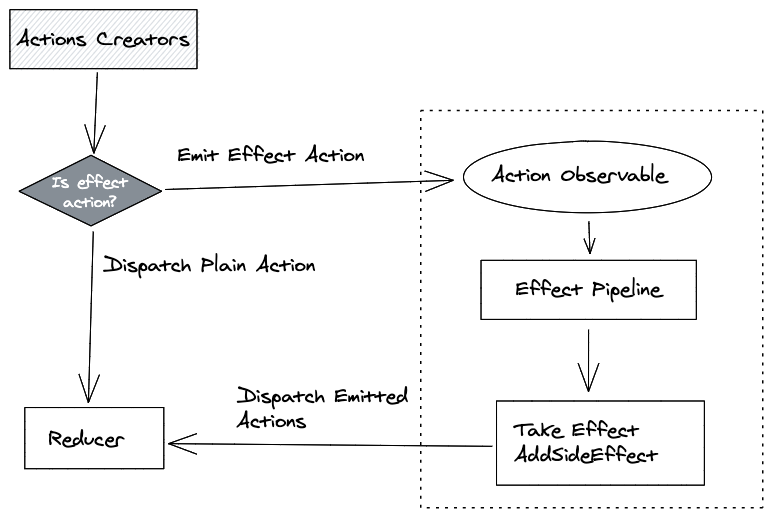 Actions Creators
Emit Effect Action
Is effect
action?
Action Observable
Dispatch Plain Action
Effect Pipeline
Dispatch Emitted
Actions
Reducer
Take Effect
AddSideEffect